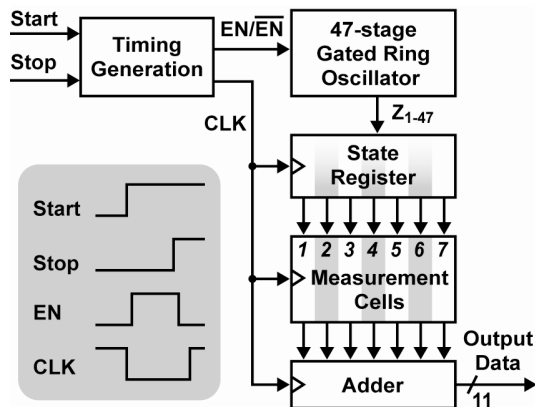 Start
Stop
Timing
Generation
EN/EN
CLK
47-stage
Gated Ring
Oscillator
Z1-47
State
Register
1 2 3 4 5 6 7
Measurement
Cells
Adder
Output
Data
11
Start
Stop
EN
CLK